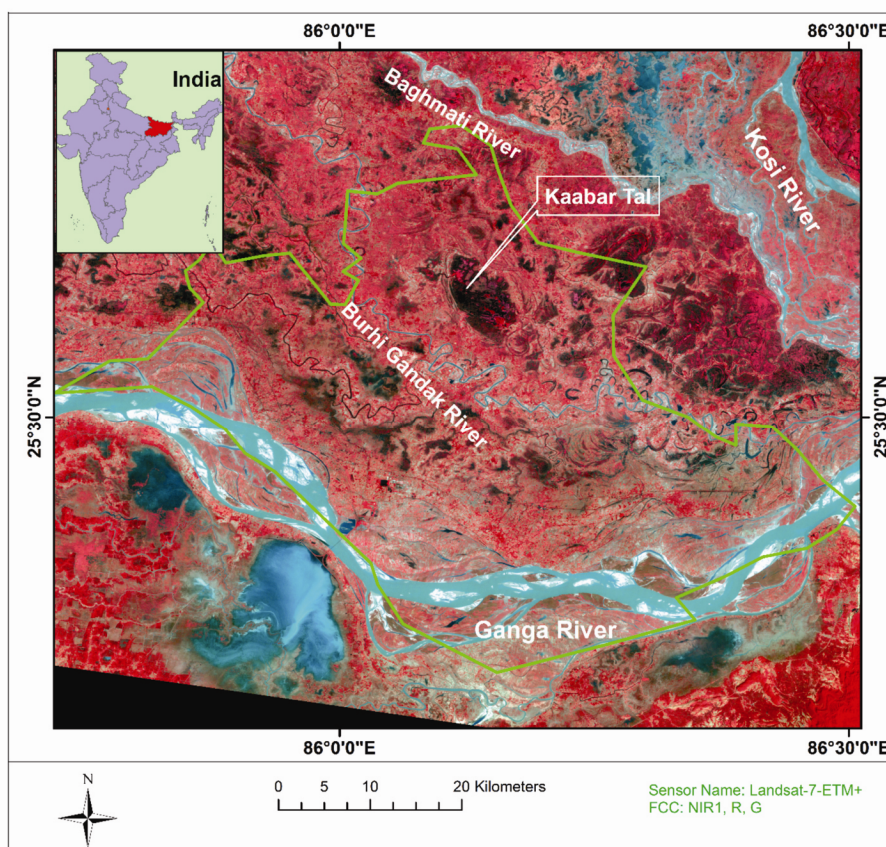 86°0'0"E 86°30'0"E
India
Baghmati River
Kosi River
Kaabar Tal
Burhi Gandak River
25°30'0"N 25°30'0"N
Ganga River
86°0'0"E 86°30'0"E
N
0 5 10 20 Kilometers
Sensor Name: Landsat-7-ETM+
FCC: NIR1, R, G